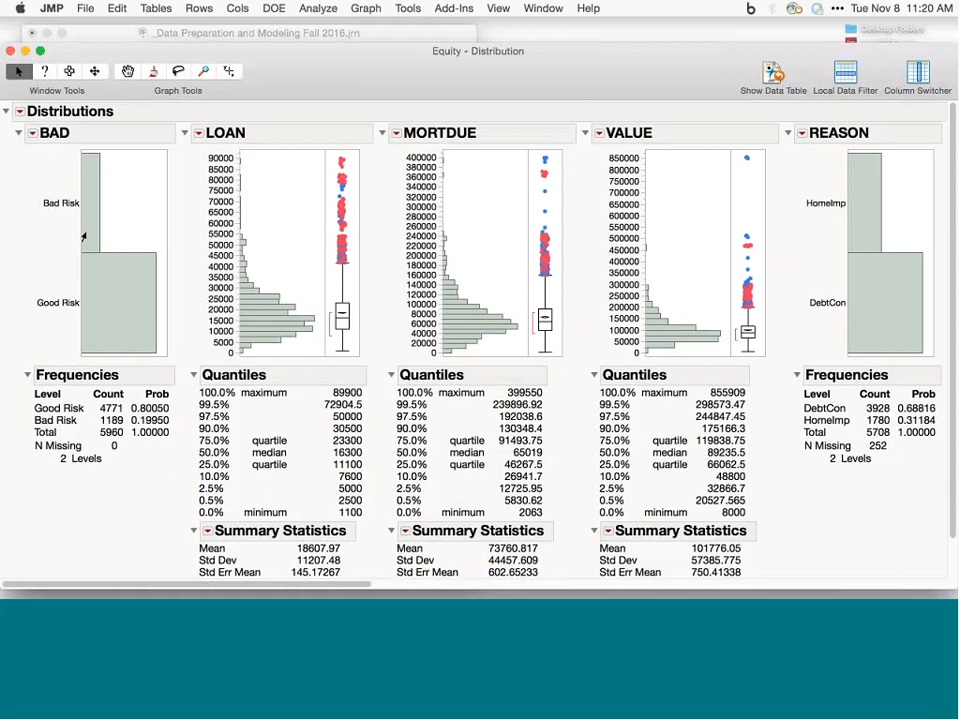 JMP File Edit Tables Rows Cols DOE Analyze Graph Tools Add-Ins View Window Help b ••• Tue Nov 8 11:20 AM
_Data Preparation and Modeling Fall 2016.jrn
Desktop Folders
Equity - Distribution
Window Tools Graph Tools Show Data Table Local Data Filter Column Switcher
Distributions
BAD
Bad Risk
Good Risk
Frequencies
Level Count Prob
Good Risk 4771 0.80050
Bad Risk 1189 0.19950
Total 5960 1.00000
N Missing 0
2 Levels
LOAN
90000
85000
80000
75000
70000
65000
60000
55000
50000
45000
40000
35000
30000
25000
20000
15000
10000
5000
0
Quantiles
100.0% maximum 89900
99.5% 72904.5
97.5% 50000
90.0% 30500
75.0% quartile 23300
50.0% median 16300
25.0% quartile 11100
10.0% 7600
2.5% 5000
0.5% 2500
0.0% minimum 1100
Summary Statistics
Mean 18607.97
Std Dev 11207.48
Std Err Mean 145.17267
MORTDUE
400000
380000
360000
340000
320000
300000
280000
260000
240000
220000
200000
180000
160000
140000
120000
100000
80000
60000
40000
20000
0
Quantiles
100.0% maximum 399550
99.5% 239896.92
97.5% 192038.6
90.0% 130348.4
75.0% quartile 91493.75
50.0% median 65019
25.0% quartile 46267.5
10.0% 26941.7
2.5% 12725.95
0.5% 5830.62
0.0% minimum 2063
Summary Statistics
Mean 73760.817
Std Dev 44457.609
Std Err Mean 602.65233
VALUE
850000
800000
750000
700000
650000
600000
550000
500000
450000
400000
350000
300000
250000
200000
150000
100000
50000
0
Quantiles
100.0% maximum 855909
99.5% 298573.47
97.5% 244847.45
90.0% 175166.3
75.0% quartile 119838.75
50.0% median 89235.5
25.0% quartile 66062.5
10.0% 48800
2.5% 32866.7
0.5% 20527.565
0.0% minimum 8000
Summary Statistics
Mean 101776.05
Std Dev 57385.775
Std Err Mean 750.41338
REASON
HomeImp
DebtCon
Frequencies
Level Count Prob
DebtCon 3928 0.68816
HomeImp 1780 0.31184
Total 5708 1.00000
N Missing 252
2 Levels